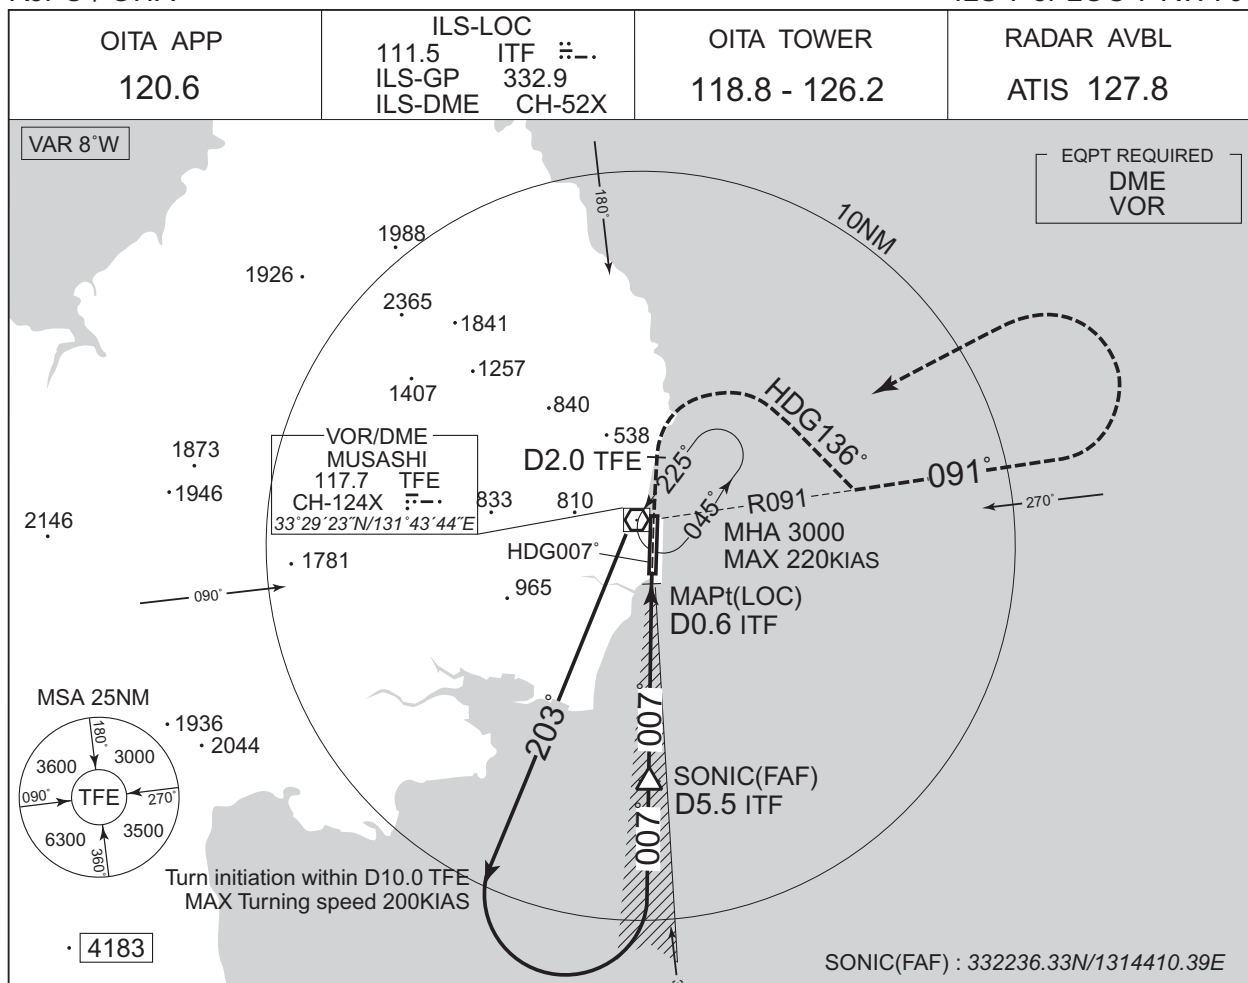 OITA APP
120.6
ILS-LOC
111.5 ITF
ILS-GP 332.9
ILS-DME CH-52X
OITA TOWER
118.8 - 126.2
RADAR AVBL
ATIS 127.8
VAR 8°W
EQPT REQUIRED
DME
VOR
180°
10NM
1988
1926
2365
1841
1257
1407
840
538
HDG136°
VOR/DME
MUSASHI
117.7 TFE
CH-124X
33°29′23″N/131°43′44″E
1873
1946
2146
833
810
D2.0 TFE
225°
045°
R091
091°
270°
MHA 3000
MAX 220KIAS
HDG007°
1781
965
090°
MAPt(LOC)
D0.6 ITF
203°
007°
SONIC(FAF)
D5.5 ITF
007°
MSA 25NM
180°
3600
3000
090°
TFE
270°
6300
3500
360°
1936
2044
Turn initiation within D10.0 TFE
MAX Turning speed 200KIAS
4183
SONIC(FAF) : 332236.33N/1314410.39E